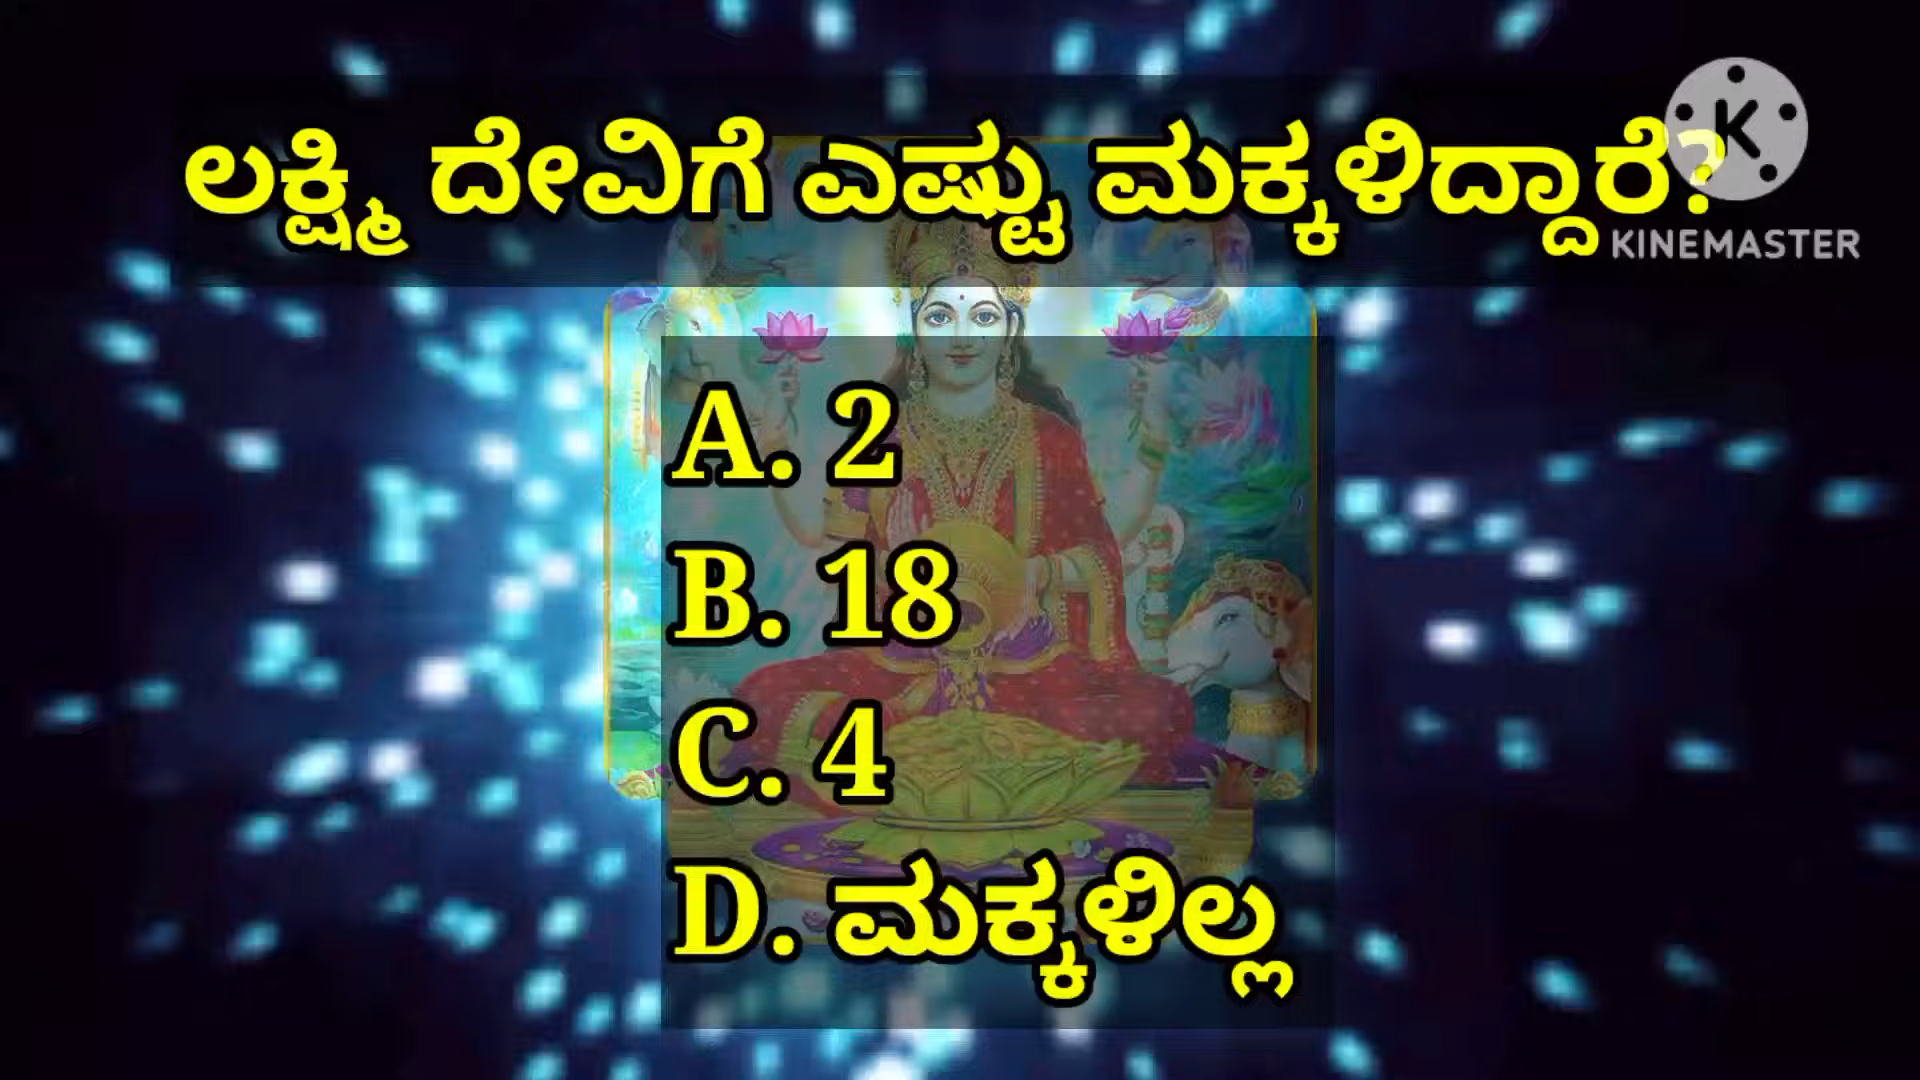 ಲಕ್ಷ್ಮಿ ದೇವಿಗೆ ಎಷ್ಟು ಮಕ್ಕಳಿದ್ದಾರೆ?
K
KINEMASTER
A. 2
B. 18
C. 4
D. ಮಕ್ಕಳಿಲ್ಲ